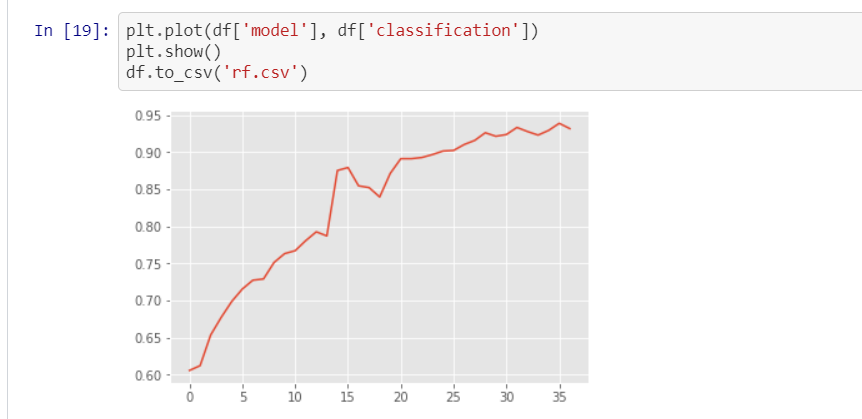 In [19]: plt.plot(df['model'], df['classification'])
plt.show()
df.to_csv('rf.csv')
0.95
0.90
0.85
0.80
0.75
0.70
0.65
0.60
0 5 10 15 20 25 30 35